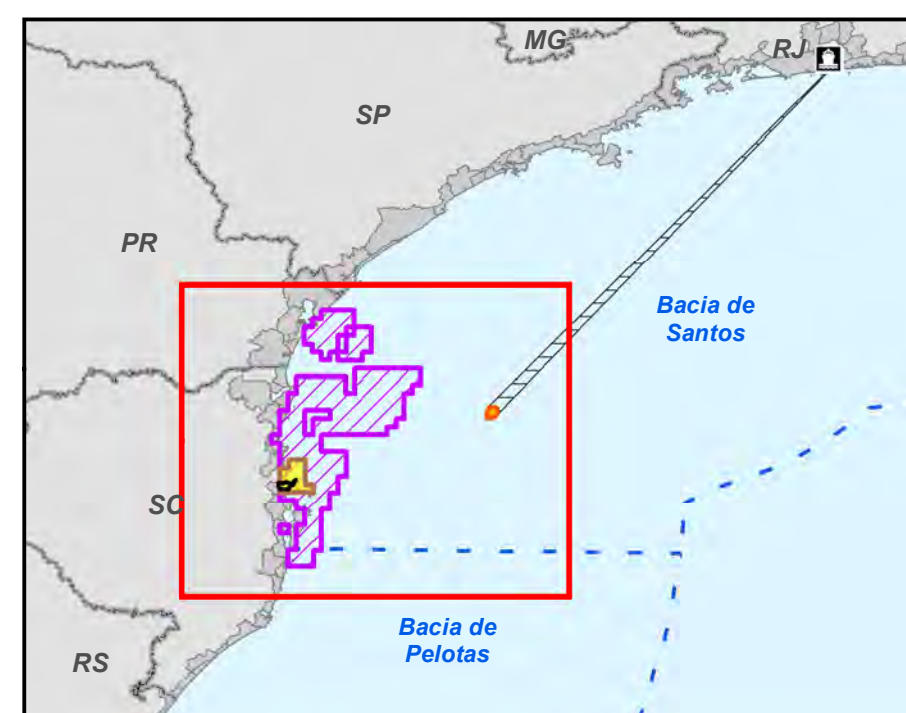 MG
RJ
SP
PR
Bacia de
Santos
SC
Bacia de
Pelotas
RS